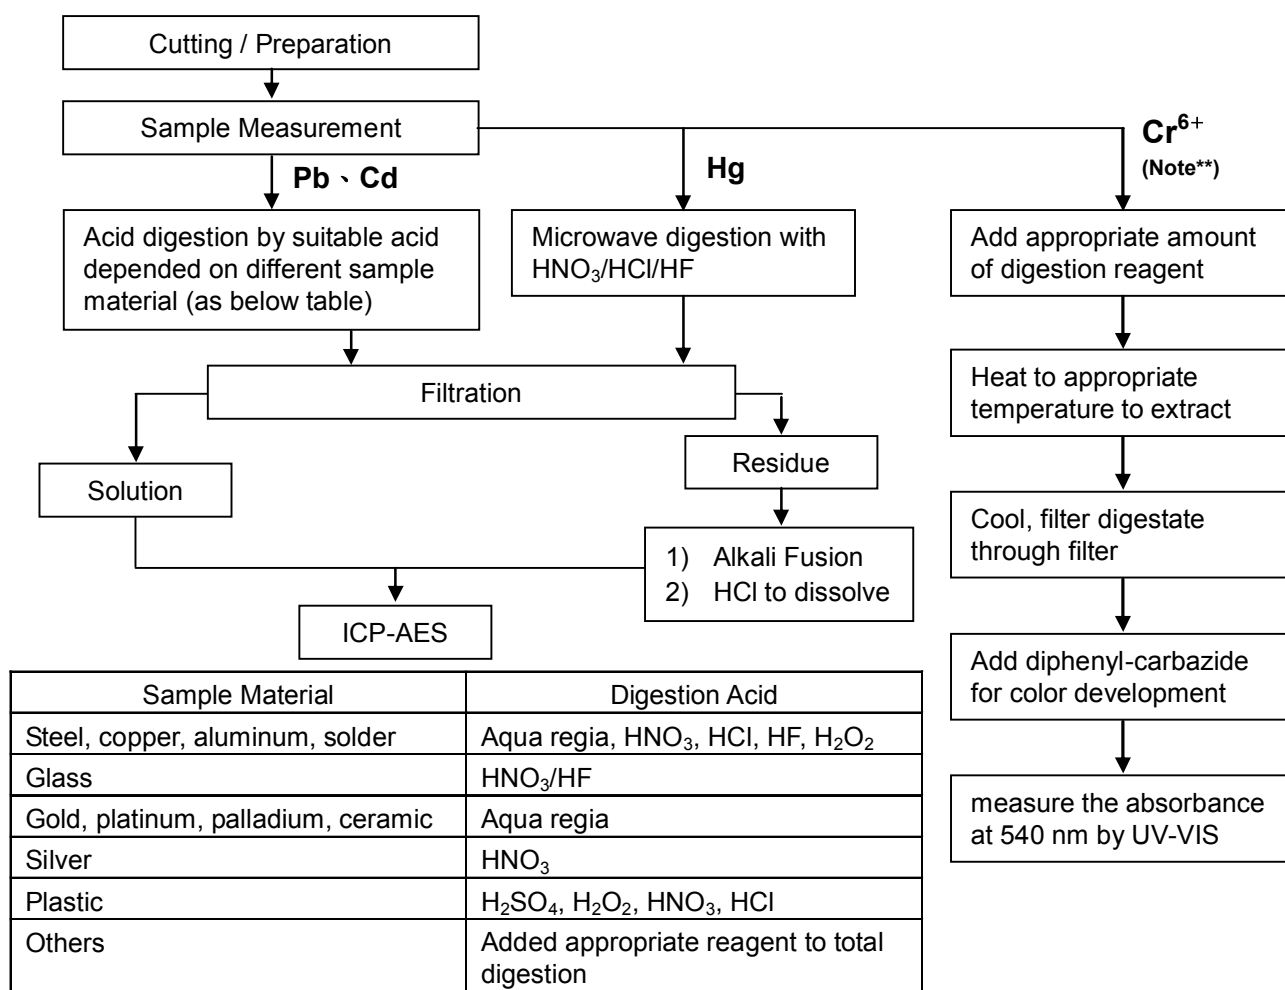 Cutting / Preparation
Sample Measurement
Pb、Cd
Hg
Cr⁶⁺
(Note**)
Acid digestion by suitable acid
depended on different sample
material (as below table)
Microwave digestion with
HNO₃/HCl/HF
Add appropriate amount
of digestion reagent
Filtration
Heat to appropriate
temperature to extract
Solution
Residue
1) Alkali Fusion
2) HCl to dissolve
Cool, filter digestate
through filter
ICP-AES
Add diphenyl-carbazide
for color development
measure the absorbance
at 540 nm by UV-VIS
Sample Material Digestion Acid
Steel, copper, aluminum, solder Aqua regia, HNO₃, HCl, HF, H₂O₂
Glass HNO₃/HF
Gold, platinum, palladium, ceramic Aqua regia
Silver HNO₃
Plastic H₂SO₄, H₂O₂, HNO₃, HCl
Others Added appropriate reagent to total
digestion